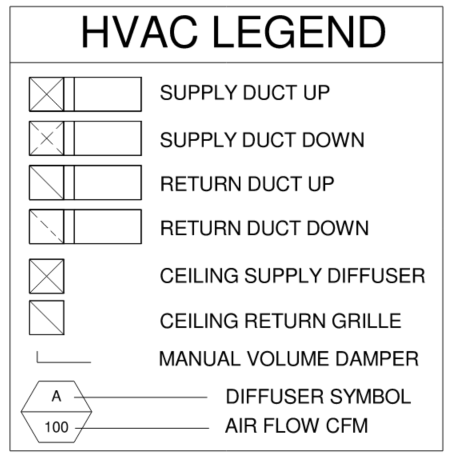 HVAC LEGEND
SUPPLY DUCT UP
SUPPLY DUCT DOWN
RETURN DUCT UP
RETURN DUCT DOWN
CEILING SUPPLY DIFFUSER
CEILING RETURN GRILLE
MANUAL VOLUME DAMPER
A DIFFUSER SYMBOL
100 AIR FLOW CFM